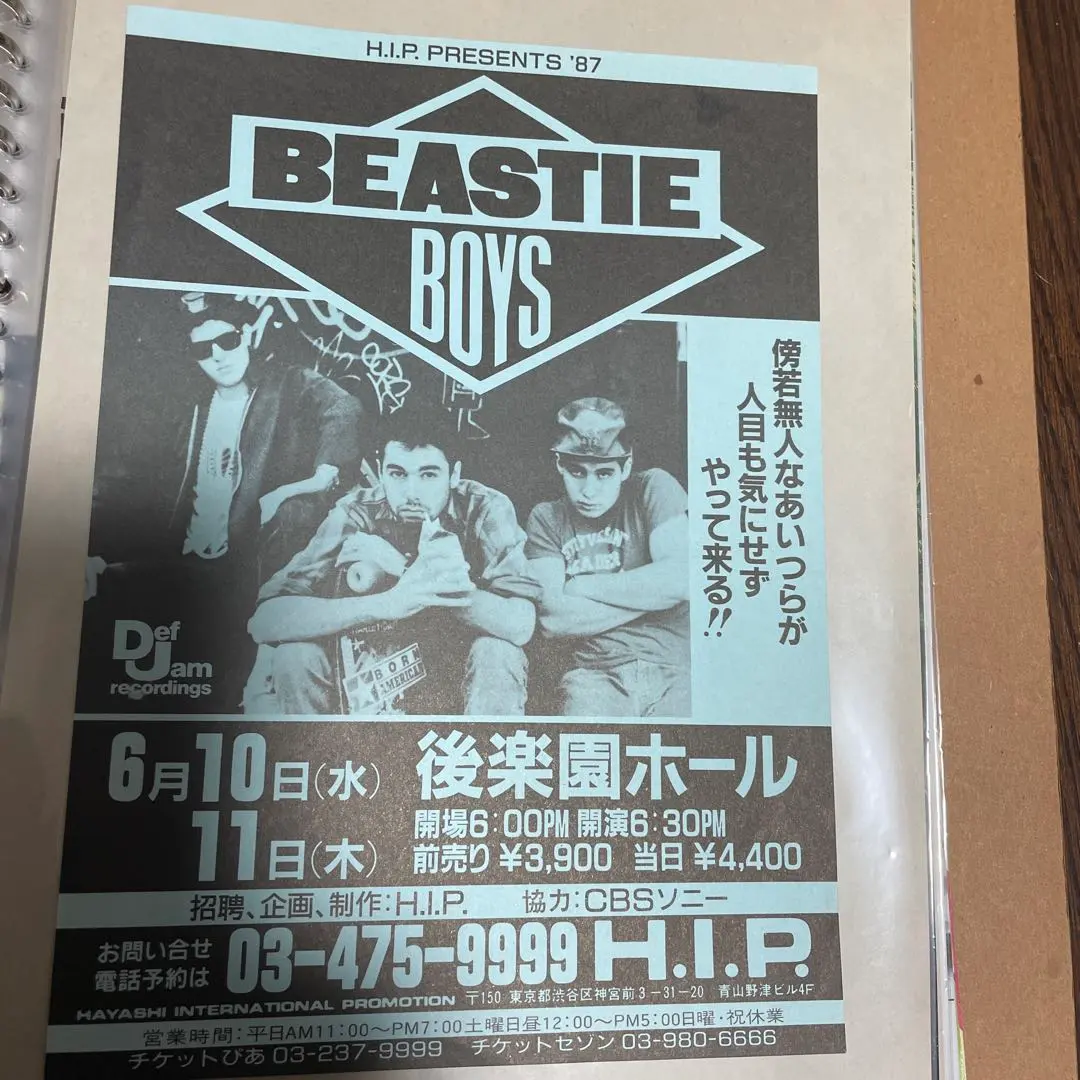 H.I.P. PRESENTS '87
BEASTIE
BOYS
傍若無人なあいつらが
人目も気にせず
やって来る!!
BORN
AMERICA
Def
Jam
recordings
6月10日(水)
11日(木)
後楽園ホール
開場6:00PM 開演6:30PM
前売り ¥3,900 当日 ¥4,400
招聘、企画、制作:H.I.P. 協力:CBSソニー
お問い合せ
電話予約は
03-475-9999 H.I.P.
HAYASHI INTERNATIONAL PROMOTION 〒150 東京都渋谷区神宮前3-31-20 青山野津ビル4F
営業時間:平日AM11:00〜PM7:00土曜日昼12:00〜PM5:00日曜・祝休業
チケットぴあ 03-237-9999 チケットセゾン 03-980-6666